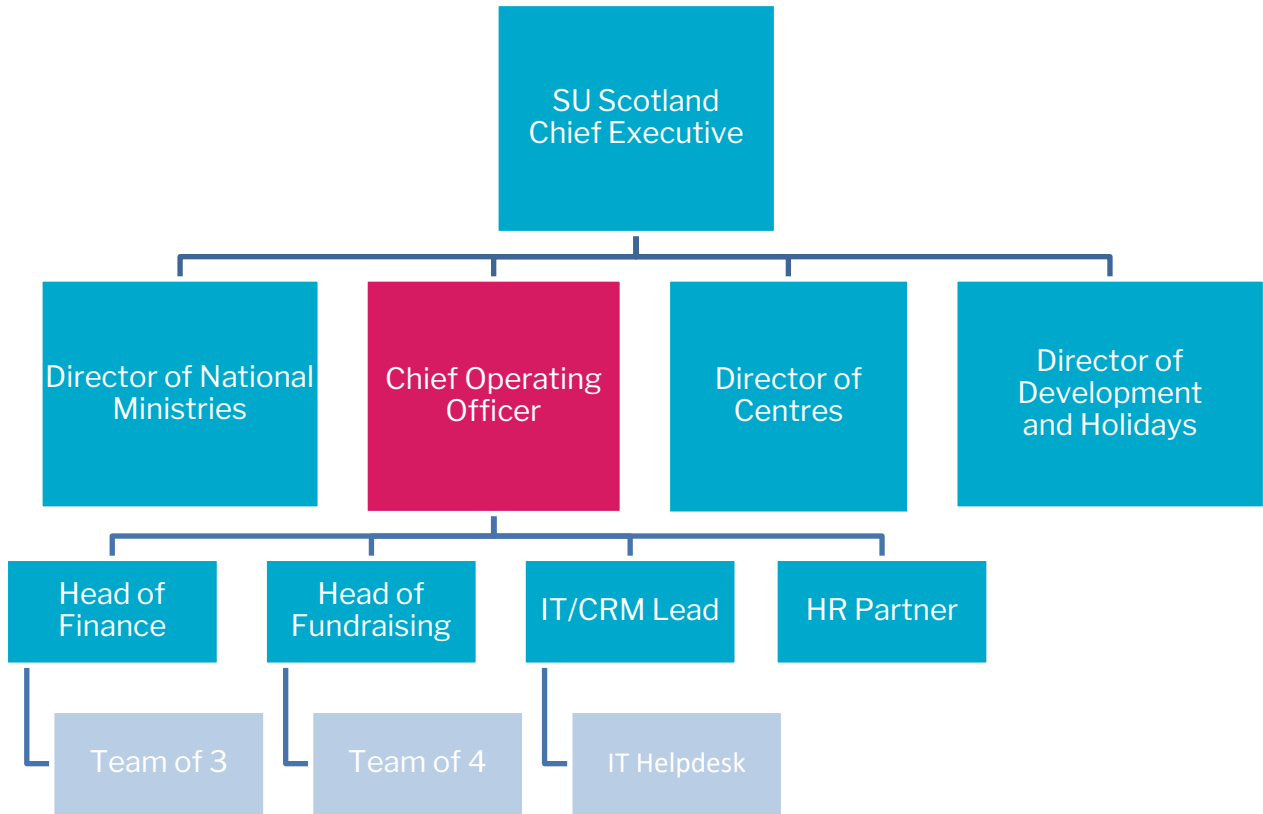 SU Scotland
Chief Executive
Director of National
Ministries
Chief Operating
Officer
Director of
Centres
Director of
Development
and Holidays
Head of
Finance
Head of
Fundraising
IT/CRM Lead
HR Partner
Team of 3
Team of 4
IT Helpdesk